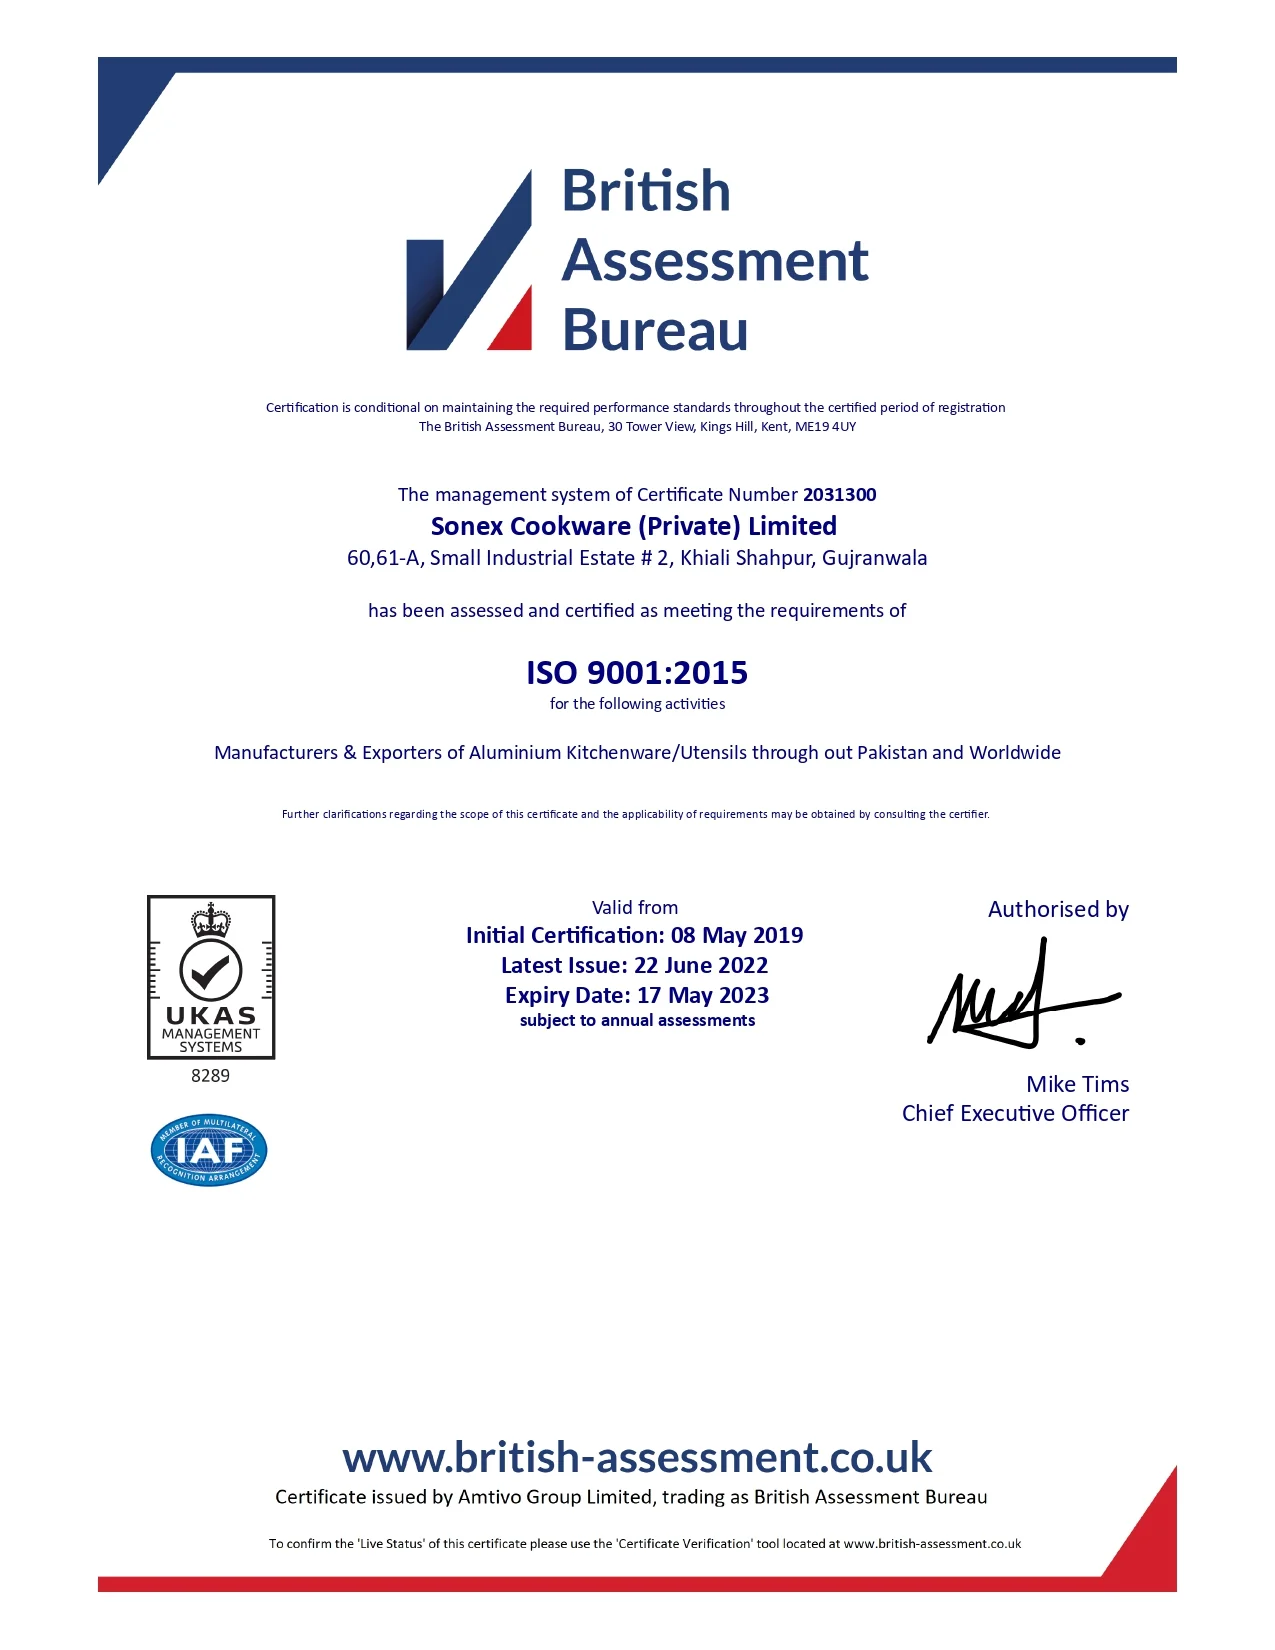 British
Assessment
Bureau
Certification is conditional on maintaining the required performance standards throughout the certified period of registration
The British Assessment Bureau, 30 Tower View, Kings Hill, Kent, ME19 4UY
The management system of Certificate Number 2031300
Sonex Cookware (Private) Limited
60,61-A, Small Industrial Estate # 2, Khiali Shahpur, Gujranwala
has been assessed and certified as meeting the requirements of
ISO 9001:2015
for the following activities
Manufacturers & Exporters of Aluminium Kitchenware/Utensils through out Pakistan and Worldwide
Further clarifications regarding the scope of this certificate and the applicability of requirements may be obtained by consulting the certifier.
UKAS
MANAGEMENT
SYSTEMS
8289
MEMBER OF MULTILATERAL
IAF
RECOGNITION ARRANGEMENT
Valid from
Initial Certification: 08 May 2019
Latest Issue: 22 June 2022
Expiry Date: 17 May 2023
subject to annual assessments
Authorised by
Mike Tims
Chief Executive Officer
www.british-assessment.co.uk
Certificate issued by Amtivo Group Limited, trading as British Assessment Bureau
To confirm the 'Live Status' of this certificate please use the 'Certificate Verification' tool located at www.british-assessment.co.uk